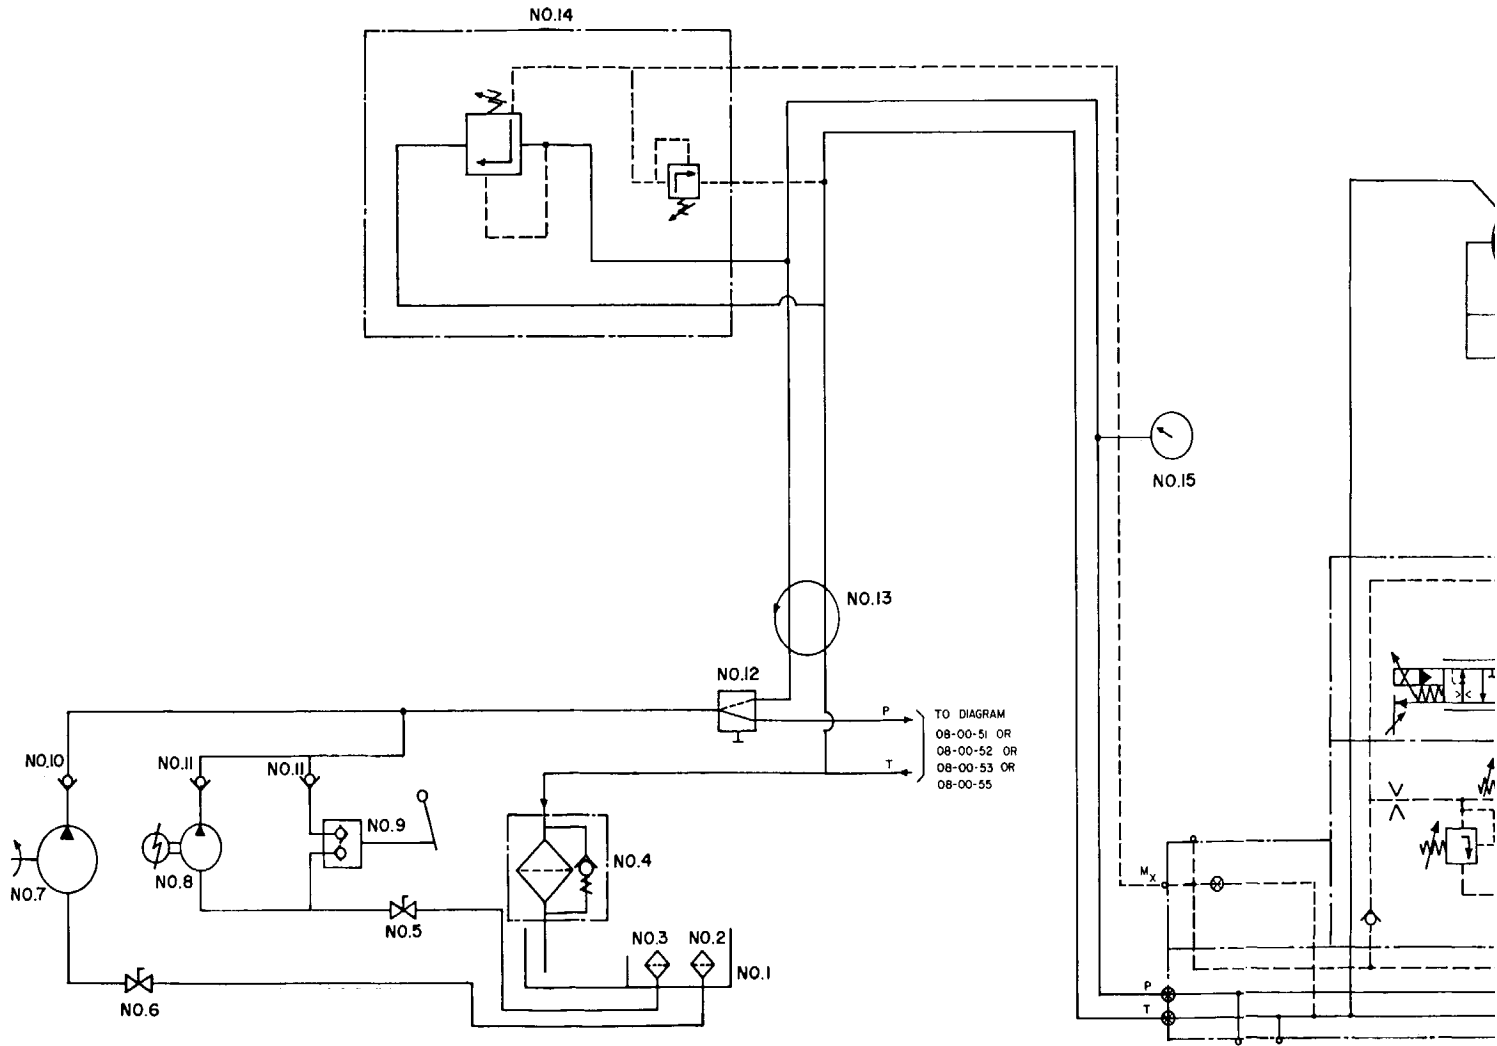 NO.14
NO.15
NO.13
NO.12
P
TO DIAGRAM
08-00-51 OR
08-00-52 OR
T
08-00-53 OR
08-00-55
NO.10
NO.11
NO.11
NO.9
NO.7
NO.8
NO.4
NO.5
NO.3
NO.2
NO.1
NO.6
Mx
P
T